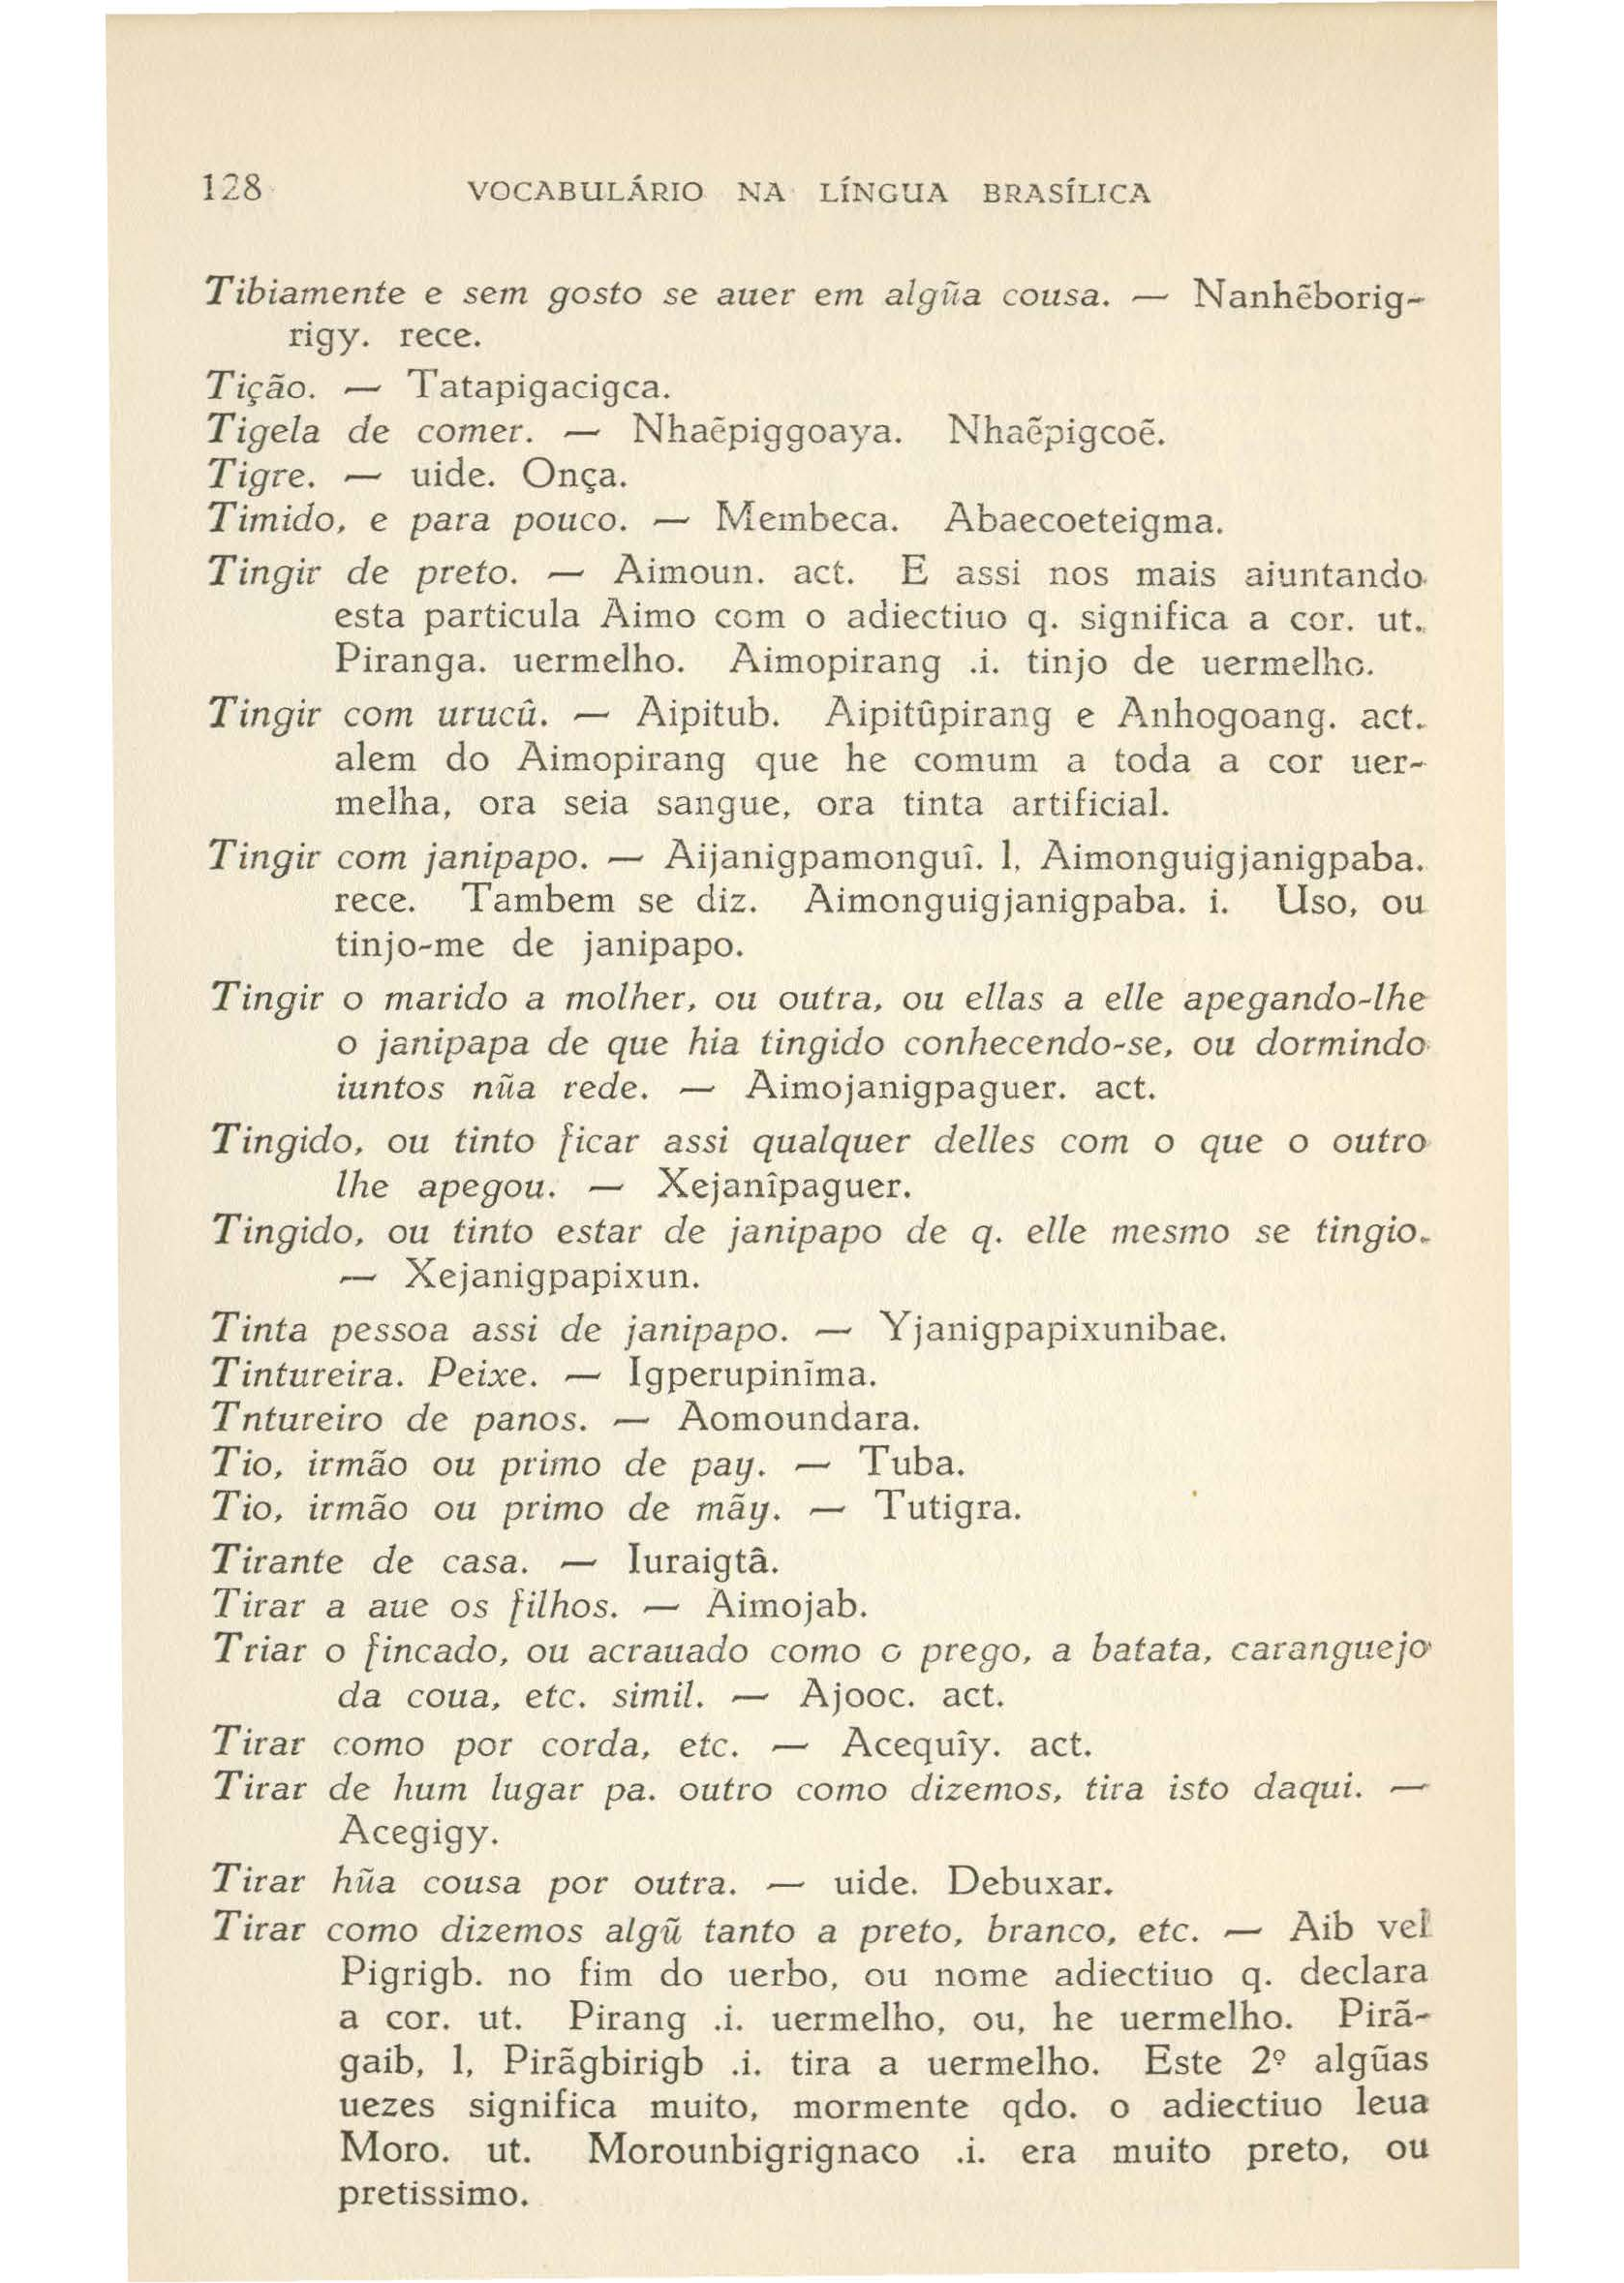 128 VOCABULÁRIO NA LÍNGUA BRASÍLICA
Tibiamente e sem gosto se auer em algũa cousa. — Nanhẽborig-
rigy. rece.
Tição. — Tatapigacigca.
Tigela de comer. — Nhaẽpiggoaya. Nhaẽpigcoẽ.
Tigre. — uide. Onça.
Timido, e para pouco. — Membeca. Abaecoeteigma.
Tingir de preto. — Aimoun. act. E assi nos mais aiuntando
esta particula Aimo com o adiectiuo q. significa a cor. ut.
Piranga. uermelho. Aimopirang .i. tinjo de uermelho.
Tingir com urucû. — Aipitub. Aipitûpirang e Anhogoang. act.
alem do Aimopirang que he comum a toda a cor uer-
melha, ora seia sangue, ora tinta artificial.
Tingir com janipapo. — Aijanigpamonguî. l, Aimonguigjanigpaba.
rece. Tambem se diz. Aimonguigjanigpaba. i. Uso, ou
tinjo-me de janipapo.
Tingir o marido a molher, ou outra, ou ellas a elle apegando-lhe
o janipapa de que hia tingido conhecendo-se, ou dormindo
iuntos nũa rede. — Aimojanigpaguer. act.
Tingido, ou tinto ficar assi qualquer delles com o que o outro
lhe apegou. — Xejanîpaguer.
Tingido, ou tinto estar de janipapo de q. elle mesmo se tingio.
— Xejanigpapixun.
Tinta pessoa assi de janipapo. — Yjanigpapixunibae.
Tintureira. Peixe. — Igperupinĩma.
Tntureiro de panos. — Aomoundara.
Tio, irmão ou primo de pay. — Tuba.
Tio, irmão ou primo de mãy. — Tutigra.
Tirante de casa. — Iuraigtâ.
Tirar a aue os filhos. — Aimojab.
Triar o fincado, ou acrauado como o prego, a batata, caranguejo
da coua, etc. simil. — Ajooc. act.
Tirar como por corda, etc. — Acequîy. act.
Tirar de hum lugar pa. outro como dizemos, tira isto daqui. —
Acegigy.
Tirar hũa cousa por outra. — uide. Debuxar.
Tirar como dizemos algũ tanto a preto, branco, etc. — Aib vel
Pigrigb. no fim do uerbo, ou nome adiectiuo q. declara
a cor. ut. Pirang .i. uermelho, ou, he uermelho. Pirã-
gaib, l, Pirãgbirigb .i. tira a uermelho. Este 2º algũas
uezes significa muito, mormente qdo. o adiectiuo leua
Moro. ut. Morounbigrignaco .i. era muito preto, ou
pretissimo.